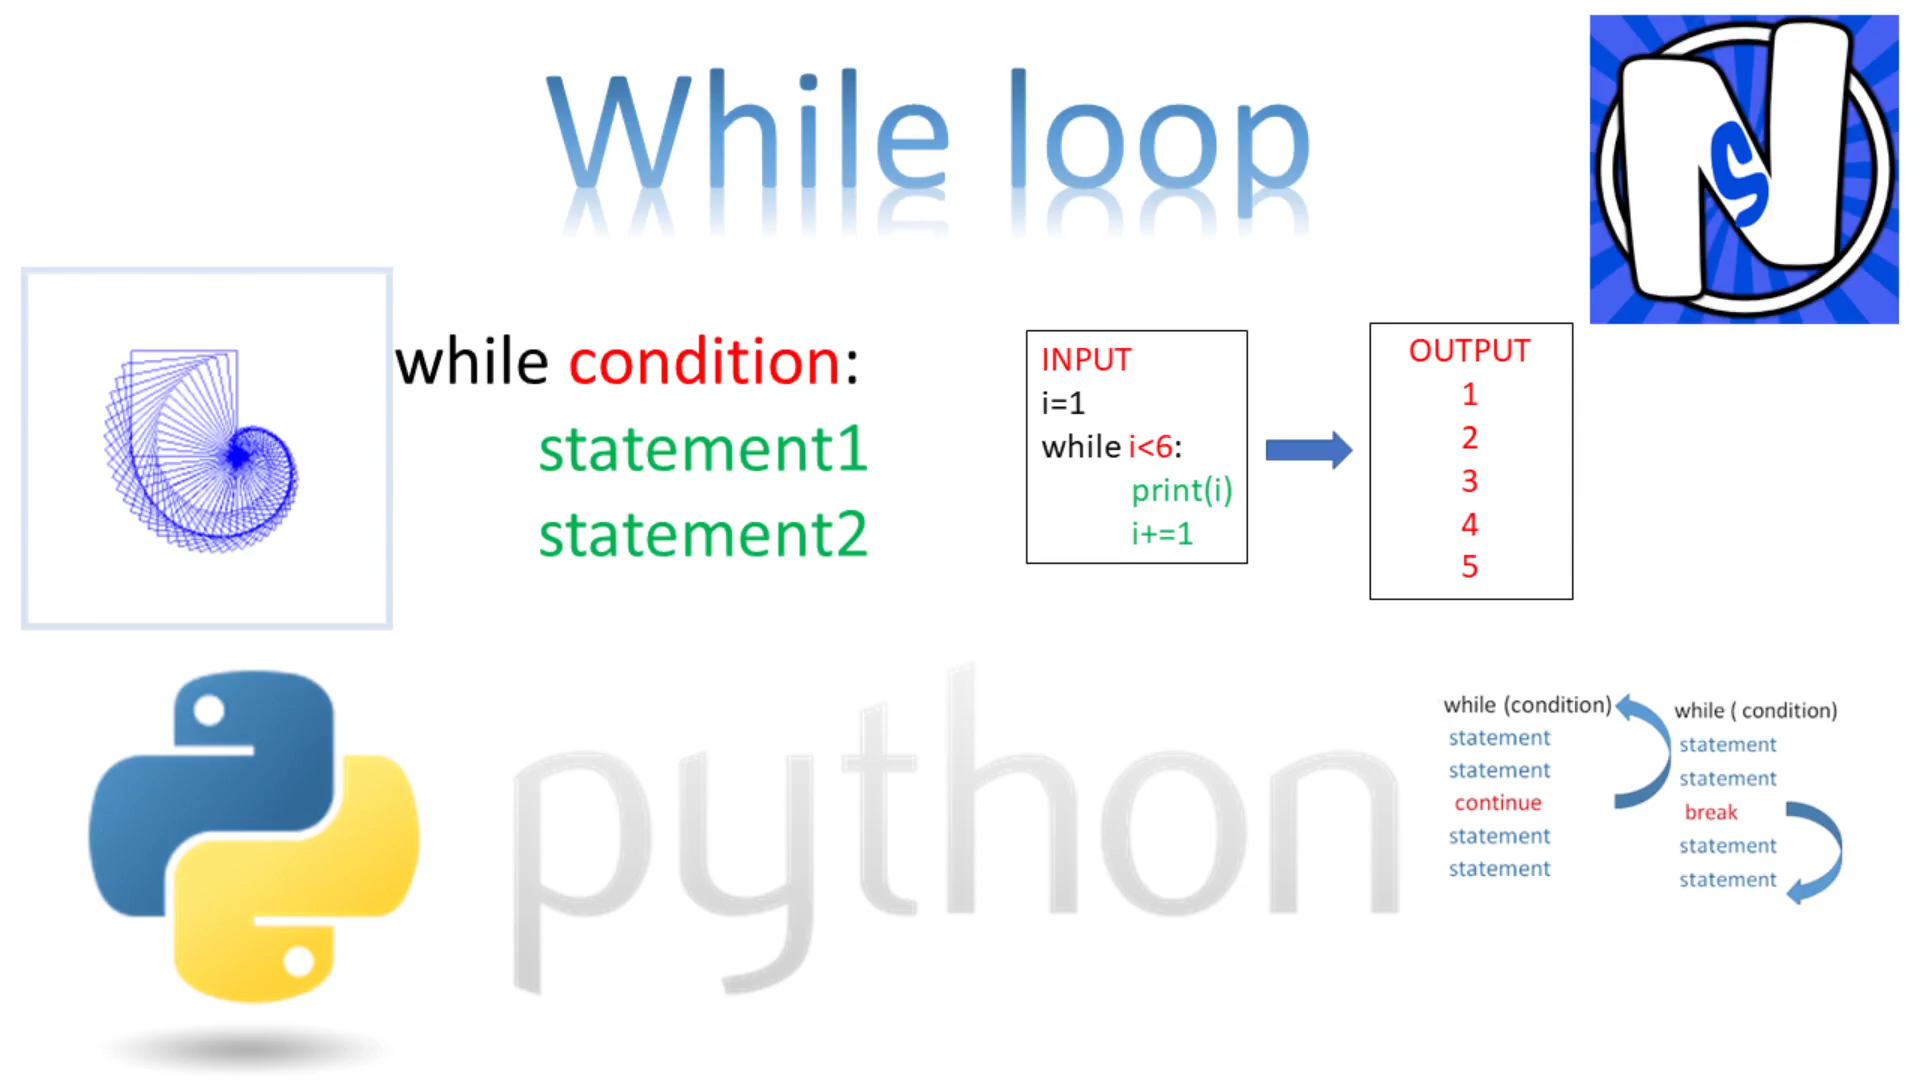 While loop
NS
while condition:
statement1
statement2
INPUT
i=1
while i<6:
print(i)
i+=1
OUTPUT
1
2
3
4
5
python
while (condition)
statement
statement
continue
statement
statement
while ( condition)
statement
statement
break
statement
statement